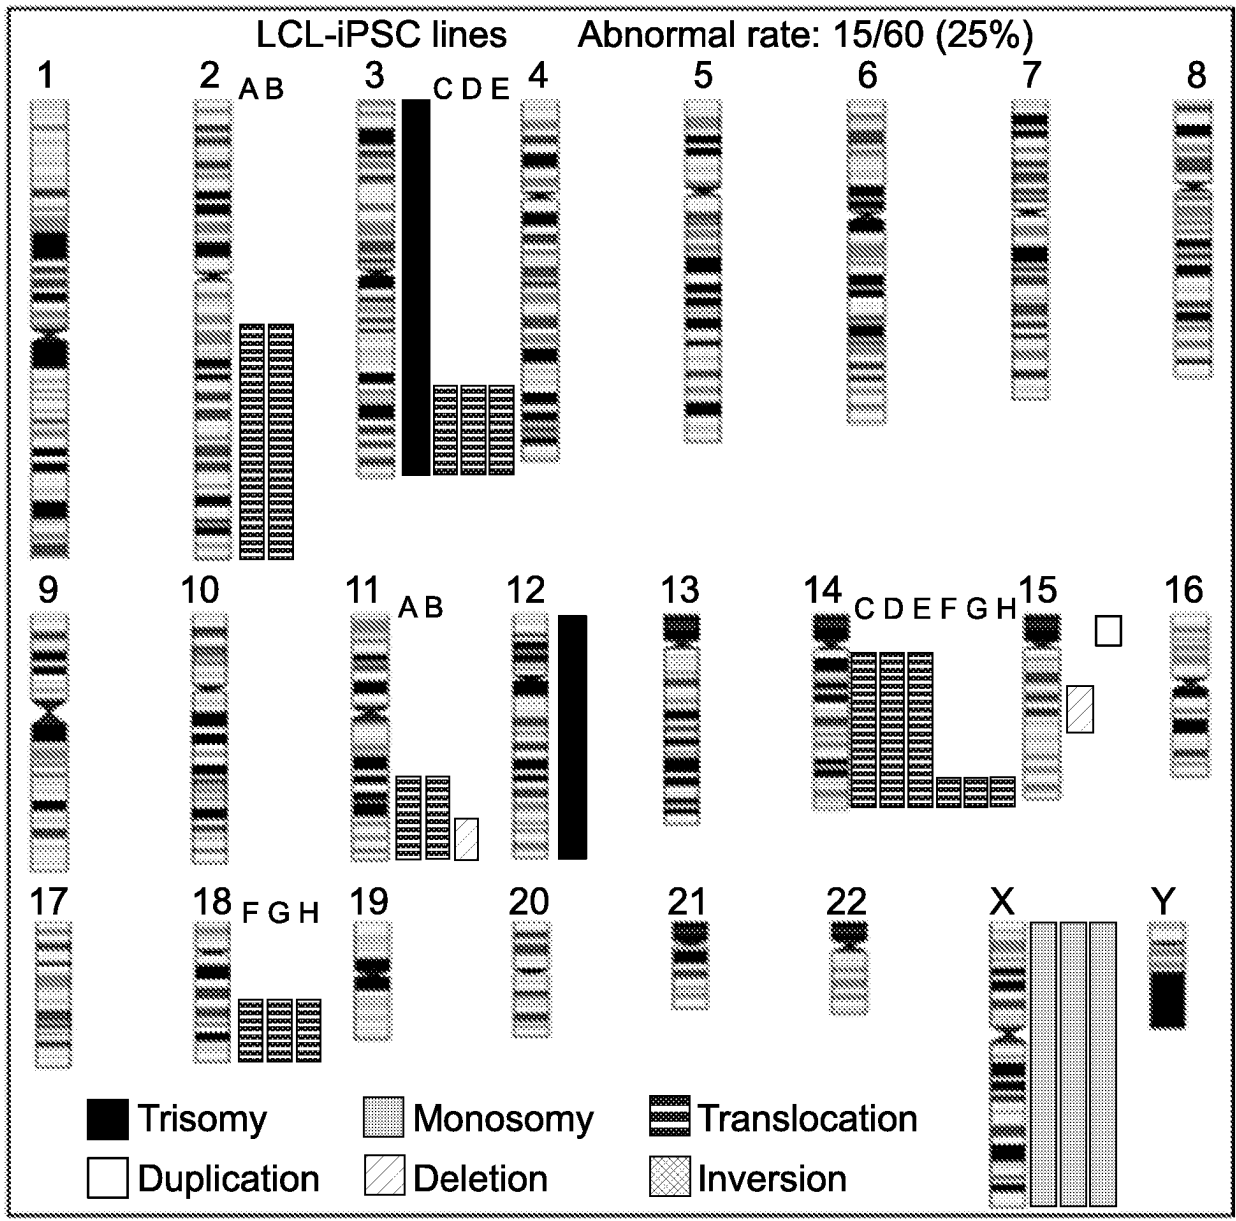 LCL-iPSC lines Abnormal rate: 15/60 (25%)
1 2 3 4 5 6 7 8
A B C D E
9 10 11 12 13 14 15 16
A B C D E F G H
17 18 19 20 21 22 X Y
F G H
Trisomy Monosomy Translocation
Duplication Deletion Inversion